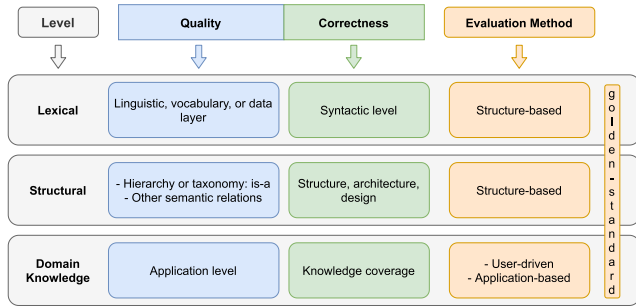 Level
Quality
Correctness
Evaluation Method
Lexical
Linguistic, vocabulary, or data
layer
Syntactic level
Structure-based
Structural
- Hierarchy or taxonomy: is-a
- Other semantic relations
Structure, architecture,
design
Structure-based
Domain
Knowledge
Application level
Knowledge coverage
- User-driven
- Application-based
golden-standard